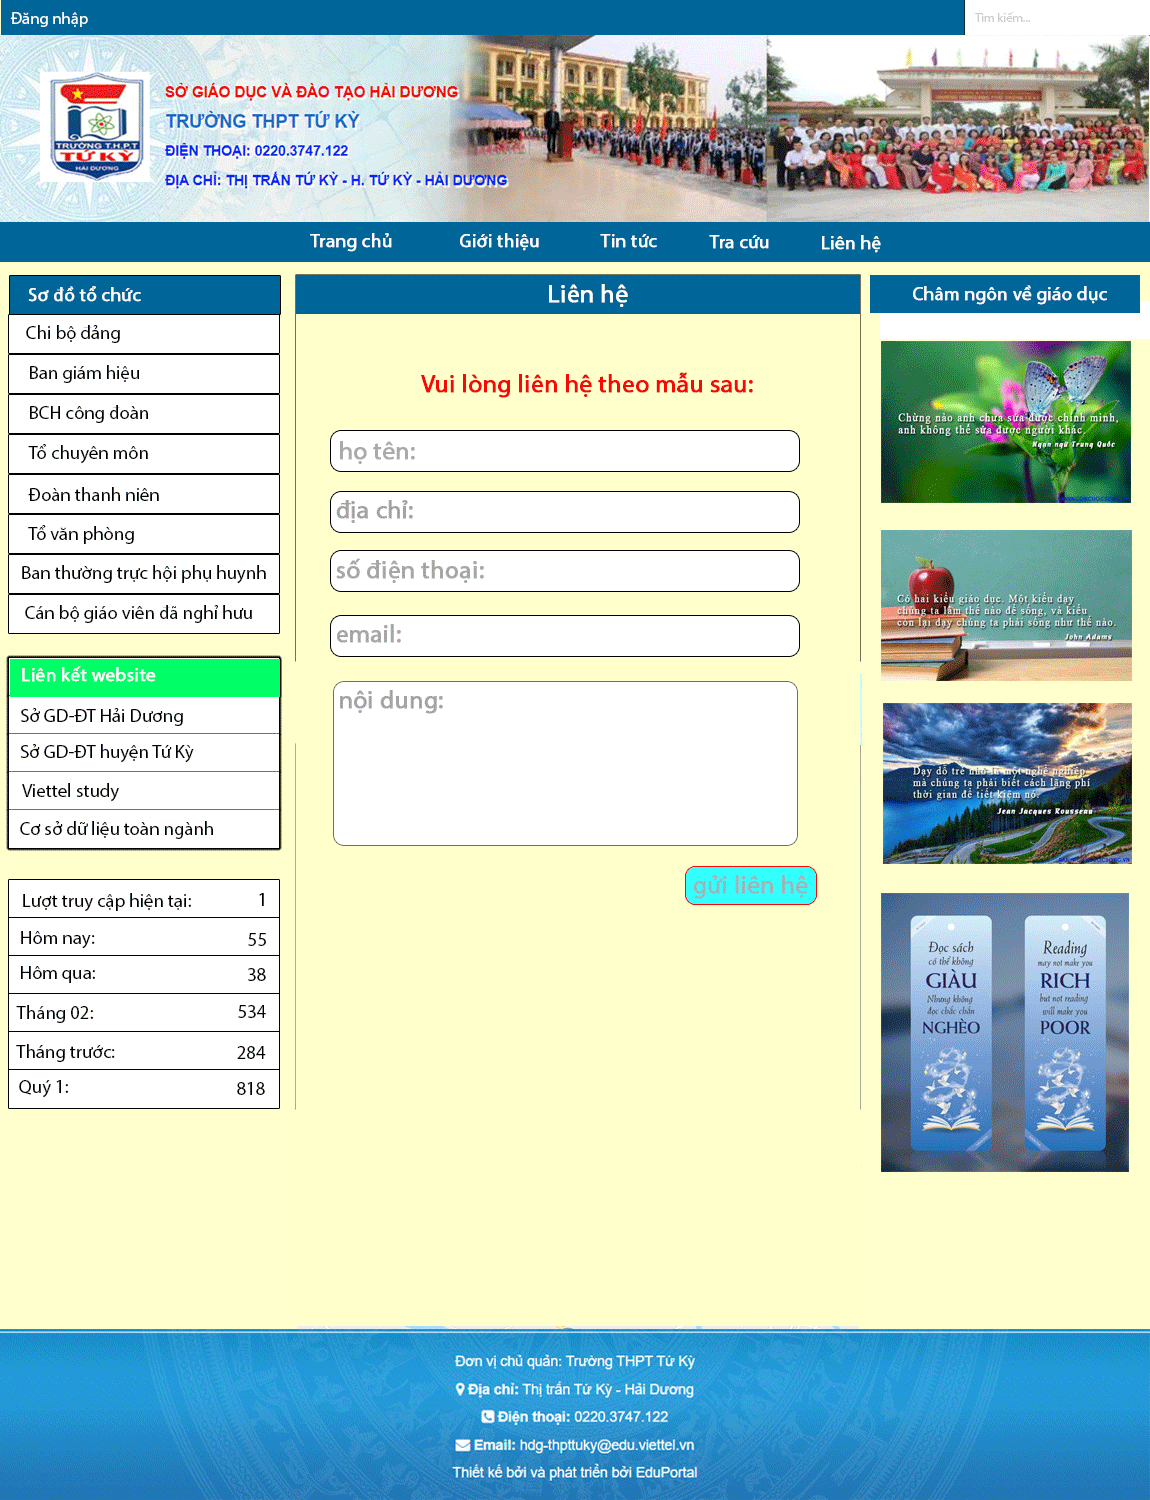 Đăng nhập
Tìm kiếm...
SỞ GIÁO DỤC VÀ ĐÀO TẠO HẢI DƯƠNG
TRƯỜNG THPT TỨ KỲ
ĐIỆN THOẠI: 0220.3747.122
ĐỊA CHỈ: THỊ TRẤN TỨ KỲ - H. TỨ KỲ - HẢI DƯƠNG
TRƯỜNG T.H.P.T
TỨ KỲ
HẢI DƯƠNG
Trang chủ
Giới thiệu
Tin tức
Tra cứu
Liên hệ
Sơ đồ tổ chức
Chi bộ dảng
Ban giám hiệu
BCH công doàn
Tổ chuyên môn
Đoàn thanh niên
Tổ văn phòng
Ban thường trực hội phụ huynh
Cán bộ giáo viên dã nghỉ hưu
Liên kết website
Sở GD-ĐT Hải Dương
Sở GD-ĐT huyện Tứ Kỳ
Viettel study
Cơ sở dữ liệu toàn ngành
Lượt truy cập hiện tại: 1
Hôm nay: 55
Hôm qua: 38
Tháng 02: 534
Tháng trước: 284
Quý 1: 818
Liên hệ
Vui lòng liên hệ theo mẫu sau:
họ tên:
địa chỉ:
số điện thoại:
email:
nội dung:
gửi liên hệ
Châm ngôn về giáo dục
Chừng nào anh chưa sửa được chính mình,
anh không thể sửa được người khác.
Ngạn ngữ Trung Quốc
Có hai kiểu giáo dục. Một kiểu dạy
chúng ta làm thế nào để sống, và kiểu
còn lại dạy chúng ta phải sống như thế nào.
John Adams
Dạy dỗ trẻ nhỏ là một nghề nghiệp
mà chúng ta phải biết cách lãng phí
thời gian để tiết kiệm nó.
Jean Jacques Rousseau
Đọc sách
có thể không
GIÀU
Nhưng không
đọc chắc chắn
NGHÈO
Reading
may not make you
RICH
but not reading
will make you
POOR
Đơn vị chủ quản: Trường THPT Tứ Kỳ
Địa chỉ: Thị trấn Tứ Kỳ - Hải Dương
Điện thoại: 0220.3747.122
Email: hdg-thpttuky@edu.viettel.vn
Thiết kế bởi và phát triển bởi EduPortal